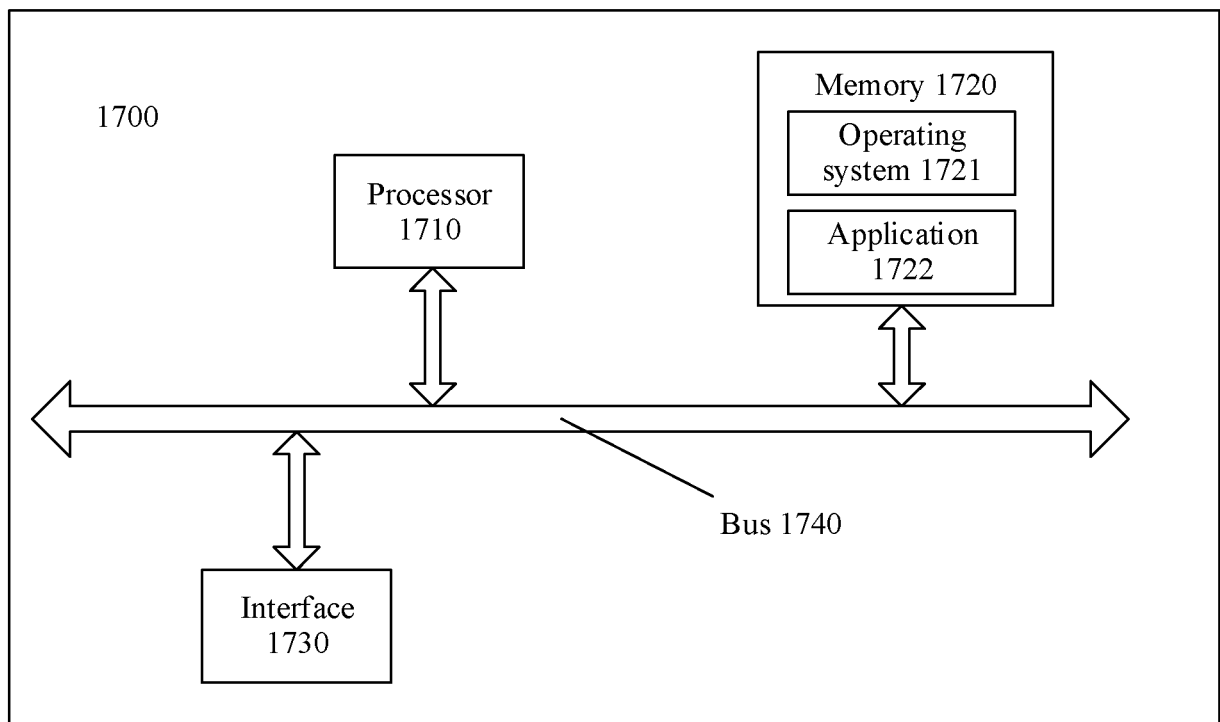 1700
Processor
1710
Memory 1720
Operating
system 1721
Application
1722
Bus 1740
Interface
1730